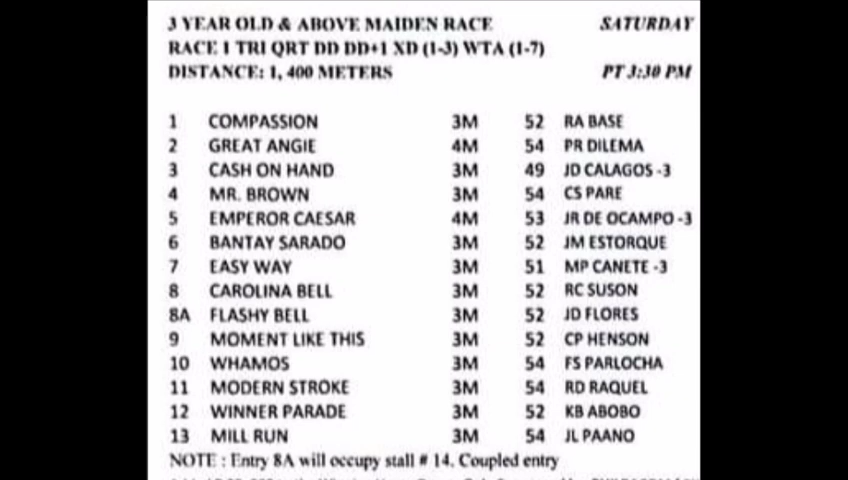 3 YEAR OLD & ABOVE MAIDEN RACE SATURDAY
RACE 1 TRI QRT DD DD+1 XD (1-3) WTA (1-7)
DISTANCE: 1, 400 METERS PT 3:30 PM
1 COMPASSION 3M 52 RA BASE
2 GREAT ANGIE 4M 54 PR DILEMA
3 CASH ON HAND 3M 49 JD CALAGOS -3
4 MR. BROWN 3M 54 CS PARE
5 EMPEROR CAESAR 4M 53 JR DE OCAMPO -3
6 BANTAY SARADO 3M 52 JM ESTORQUE
7 EASY WAY 3M 51 MP CANETE -3
8 CAROLINA BELL 3M 52 RC SUSON
8A FLASHY BELL 3M 52 JD FLORES
9 MOMENT LIKE THIS 3M 52 CP HENSON
10 WHAMOS 3M 54 FS PARLOCHA
11 MODERN STROKE 3M 54 RD RAQUEL
12 WINNER PARADE 3M 52 KB ABOBO
13 MILL RUN 3M 54 JL PAANO
NOTE : Entry 8A will occupy stall # 14. Coupled entry